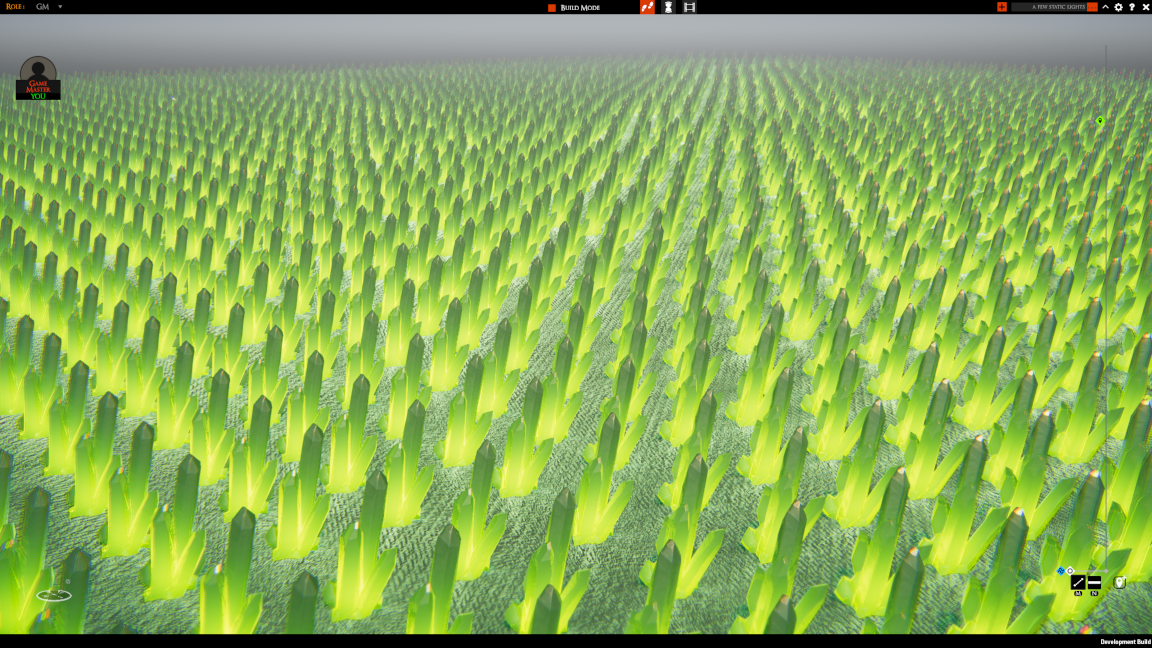 ROLE: GM
BUILD MODE
A FEW STATIC LIGHTS
GAME
MASTER
YOU
M N
Development Build